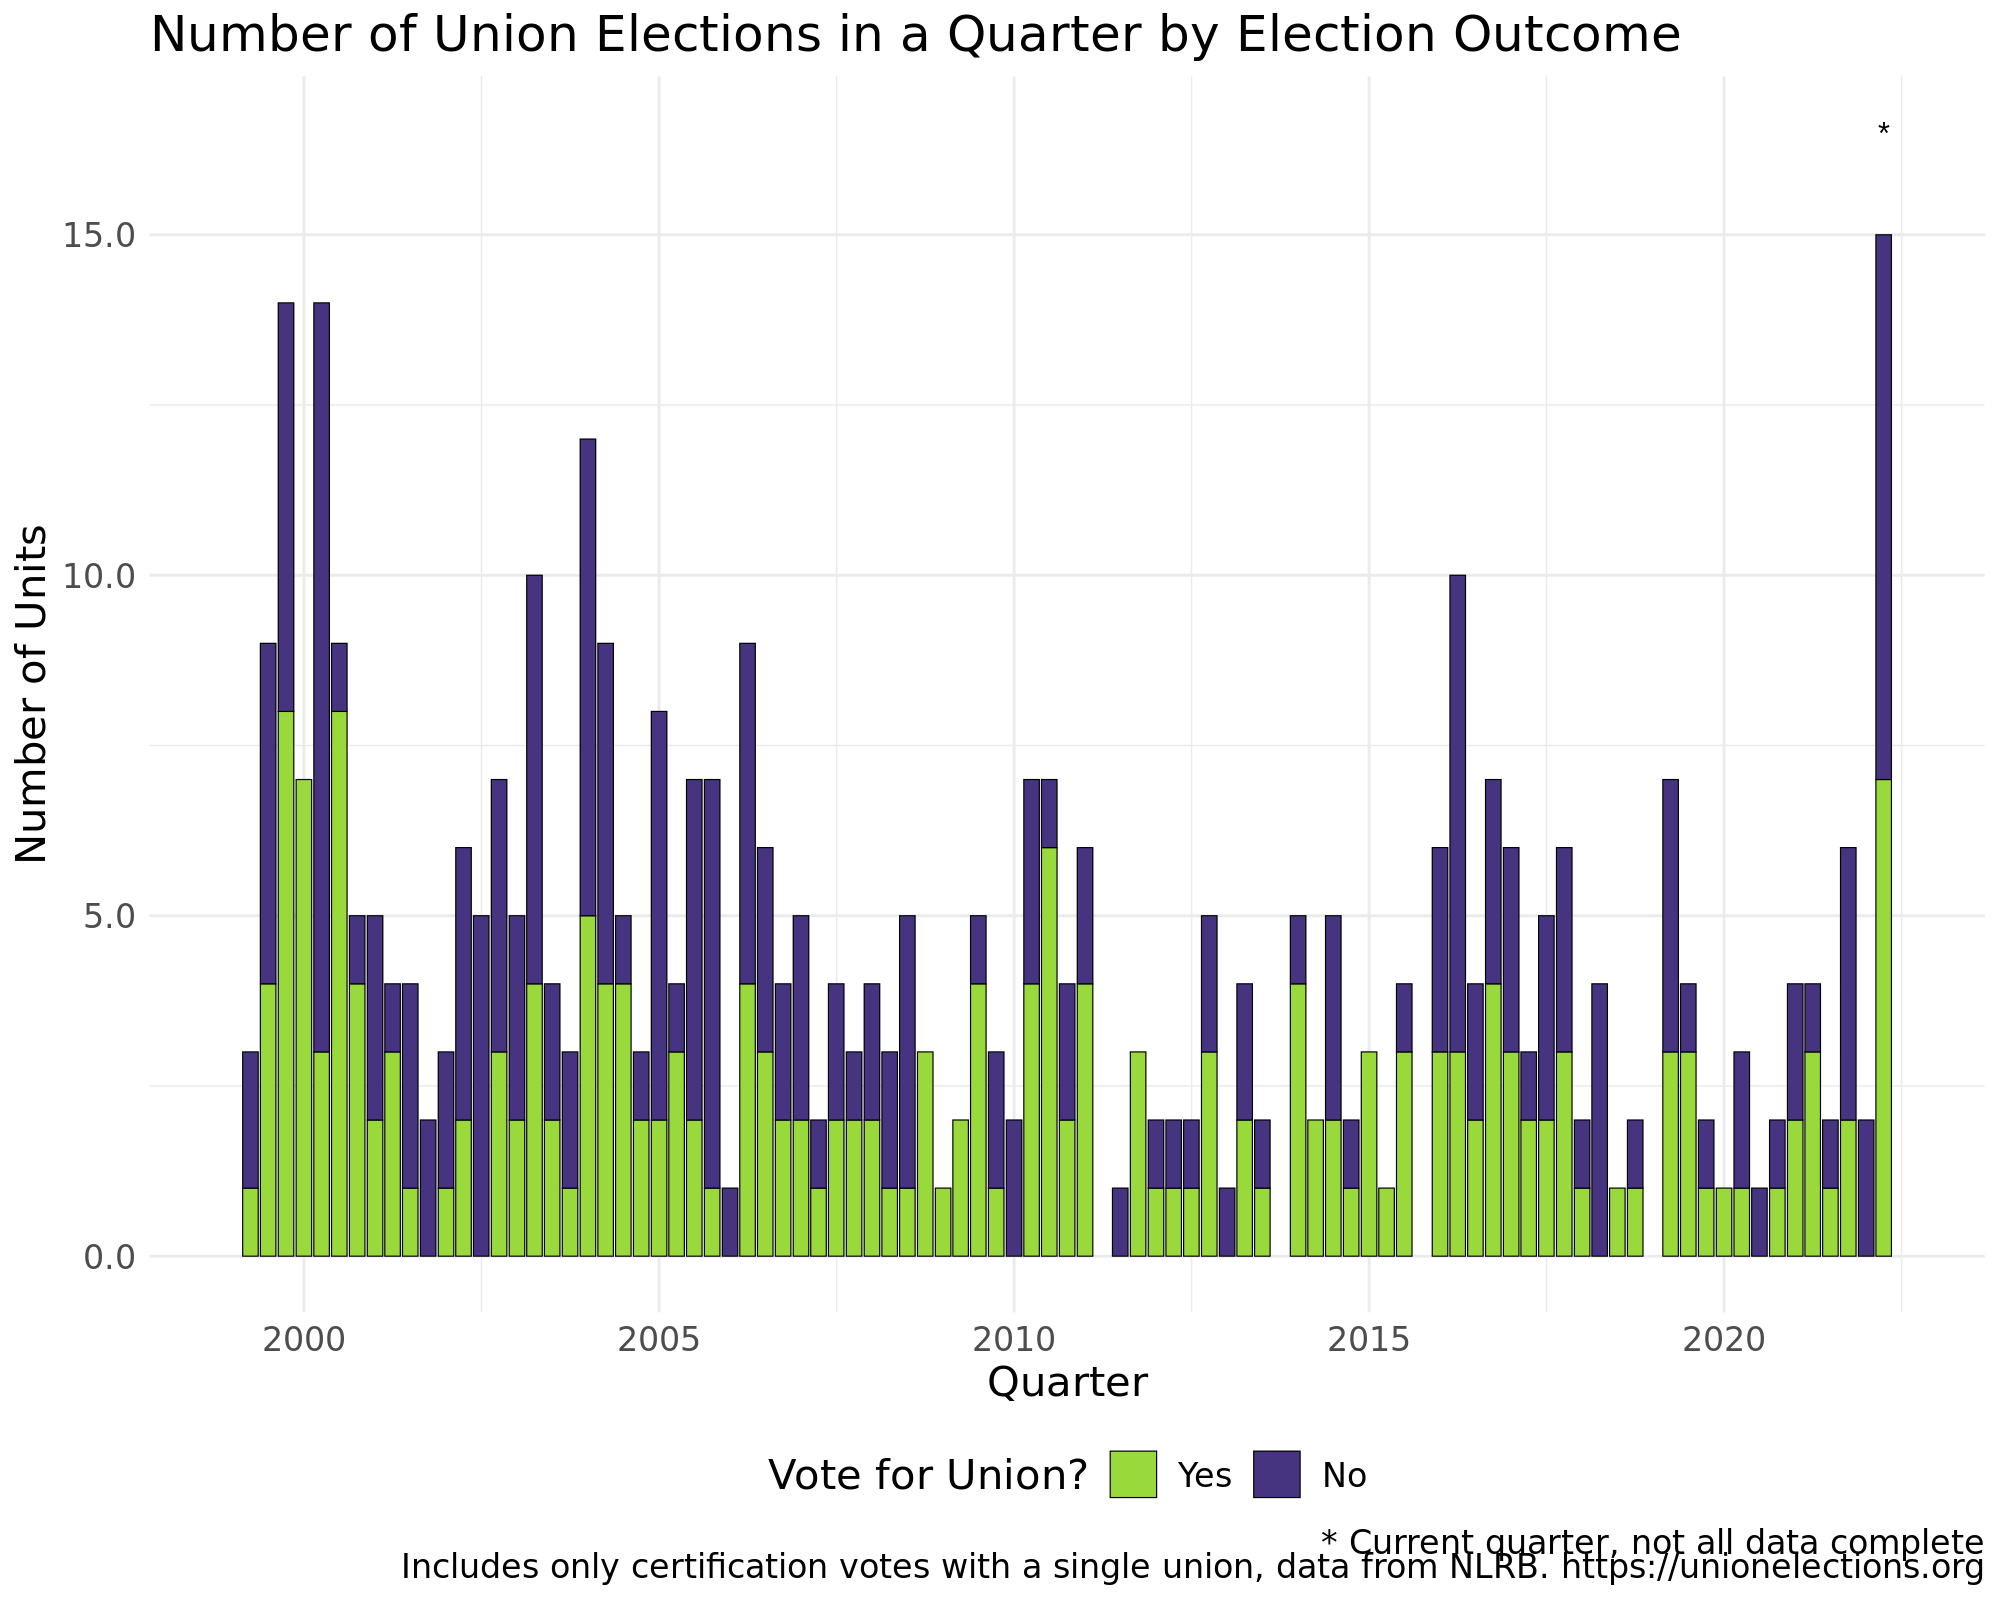 Number of Union Elections in a Quarter by Election Outcome
*
15.0
10.0
5.0
0.0
Number of Units
2000 2005 2010 2015 2020
Quarter
Vote for Union? Yes No
* Current quarter, not all data complete
Includes only certification votes with a single union, data from NLRB. https://unionelections.org